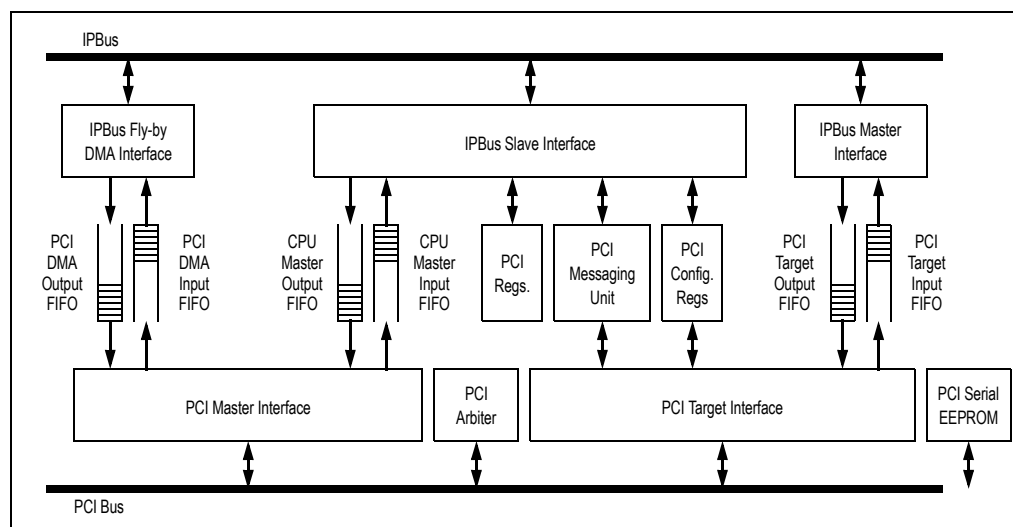 IPBus
IPBus Fly-by
DMA Interface
IPBus Slave Interface
IPBus Master
Interface
PCI
DMA
Output
FIFO
PCI
DMA
Input
FIFO
CPU
Master
Output
FIFO
CPU
Master
Input
FIFO
PCI
Regs.
PCI
Messaging
Unit
PCI
Config.
Regs
PCI
Target
Output
FIFO
PCI
Target
Input
FIFO
PCI Master Interface
PCI
Arbiter
PCI Target Interface
PCI Serial
EEPROM
PCI Bus